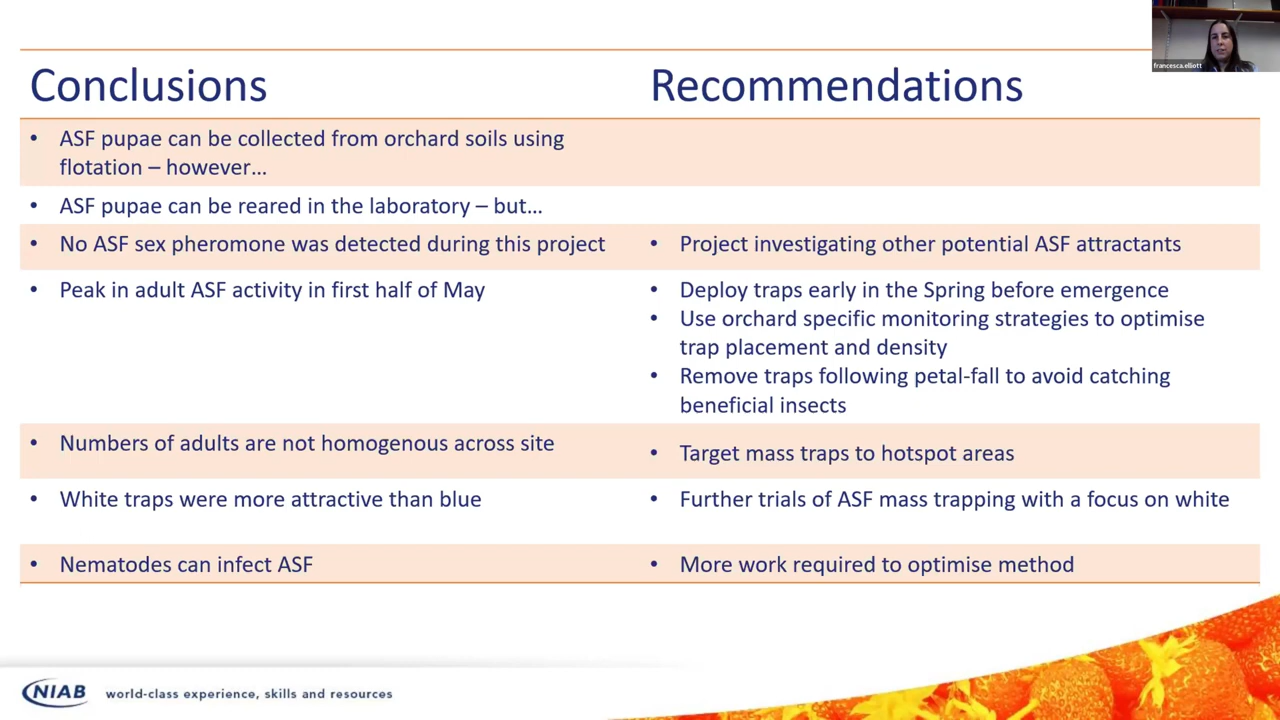 francesca.elliott
Conclusions
Recommendations
• ASF pupae can be collected from orchard soils using
flotation – however...
• ASF pupae can be reared in the laboratory – but...
• No ASF sex pheromone was detected during this project
• Project investigating other potential ASF attractants
• Peak in adult ASF activity in first half of May
• Deploy traps early in the Spring before emergence
• Use orchard specific monitoring strategies to optimise
trap placement and density
• Remove traps following petal-fall to avoid catching
beneficial insects
• Numbers of adults are not homogenous across site
• Target mass traps to hotspot areas
• White traps were more attractive than blue
• Further trials of ASF mass trapping with a focus on white
• Nematodes can infect ASF
• More work required to optimise method
NIAB
world-class experience, skills and resources